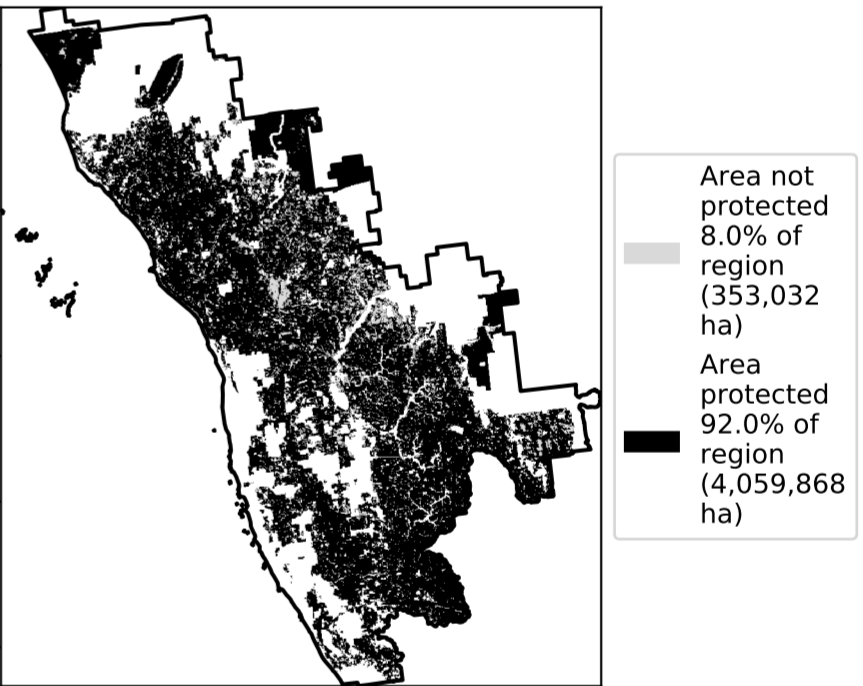 Area not
protected
8.0% of
region
(353,032
ha)
Area
protected
92.0% of
region
(4,059,868
ha)